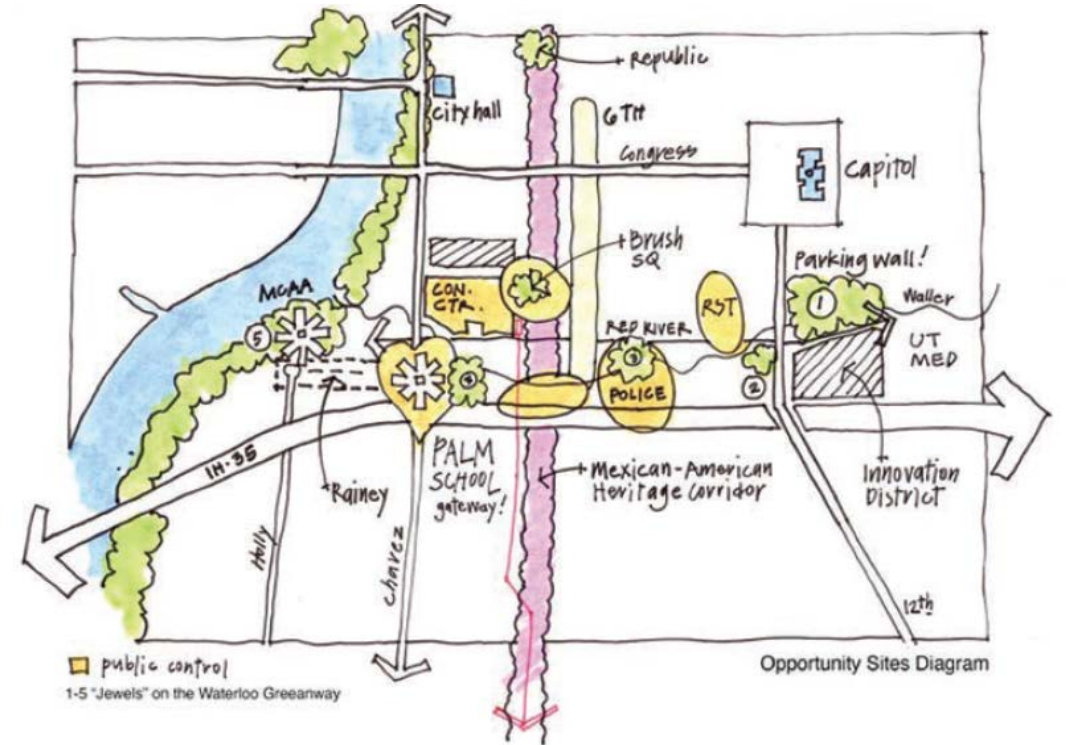 Republic
City hall
6TH
Congress
Capitol
Brush
SQ
Parking Wall!
MCAA
CON.
CTR.
RST
1
Waller
5
RED RIVER
3
UT
MED
4
POLICE
2
IH-35
PALM
SCHOOL
gateway!
Rainey
Mexican-American
Heritage Corridor
Innovation
District
Holly
Chavez
12th
public control
1-5 "Jewels" on the Waterloo Greeanway
Opportunity Sites Diagram